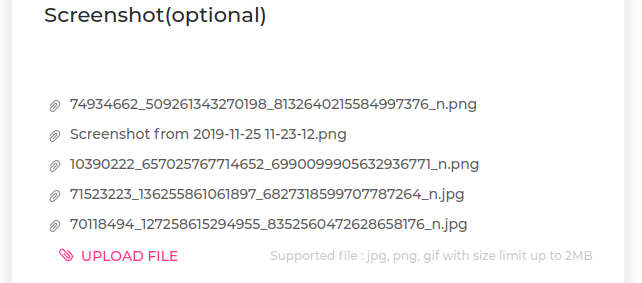 Screenshot(optional)
74934662_509261343270198_8132640215584997376_n.png
Screenshot from 2019-11-25 11-23-12.png
10390222_657025767714652_6990099905632936771_n.png
71523223_136255861061897_6827318599707787264_n.jpg
70118494_127258615294955_8352560472628658176_n.jpg
UPLOAD FILE Supported file : jpg, png, gif with size limit up to 2MB